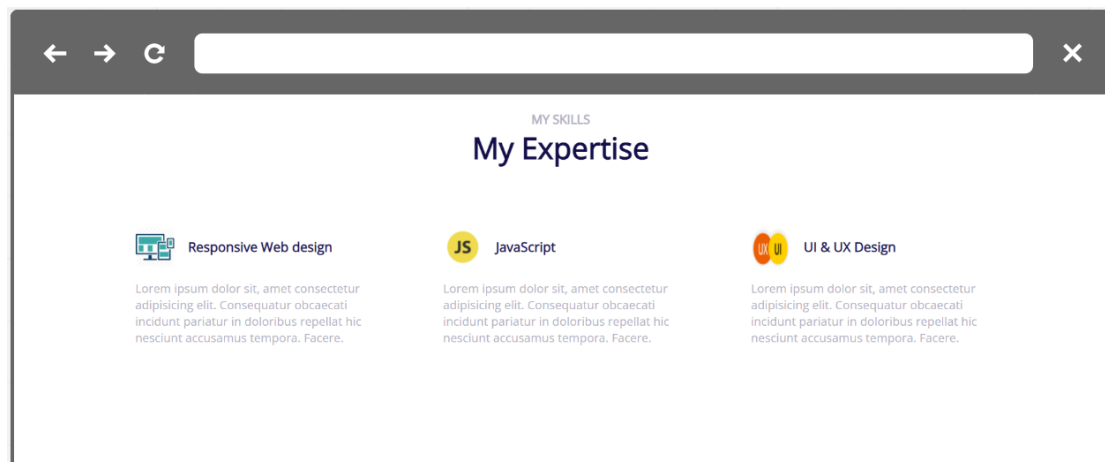 MY SKILLS
My Expertise
Responsive Web design
Lorem ipsum dolor sit, amet consectetur
adipisicing elit. Consequatur obcaecati
incidunt pariatur in doloribus repellat hic
nesciunt accusamus tempora. Facere.
JS
JavaScript
Lorem ipsum dolor sit, amet consectetur
adipisicing elit. Consequatur obcaecati
incidunt pariatur in doloribus repellat hic
nesciunt accusamus tempora. Facere.
UX UI
UI & UX Design
Lorem ipsum dolor sit, amet consectetur
adipisicing elit. Consequatur obcaecati
incidunt pariatur in doloribus repellat hic
nesciunt accusamus tempora. Facere.